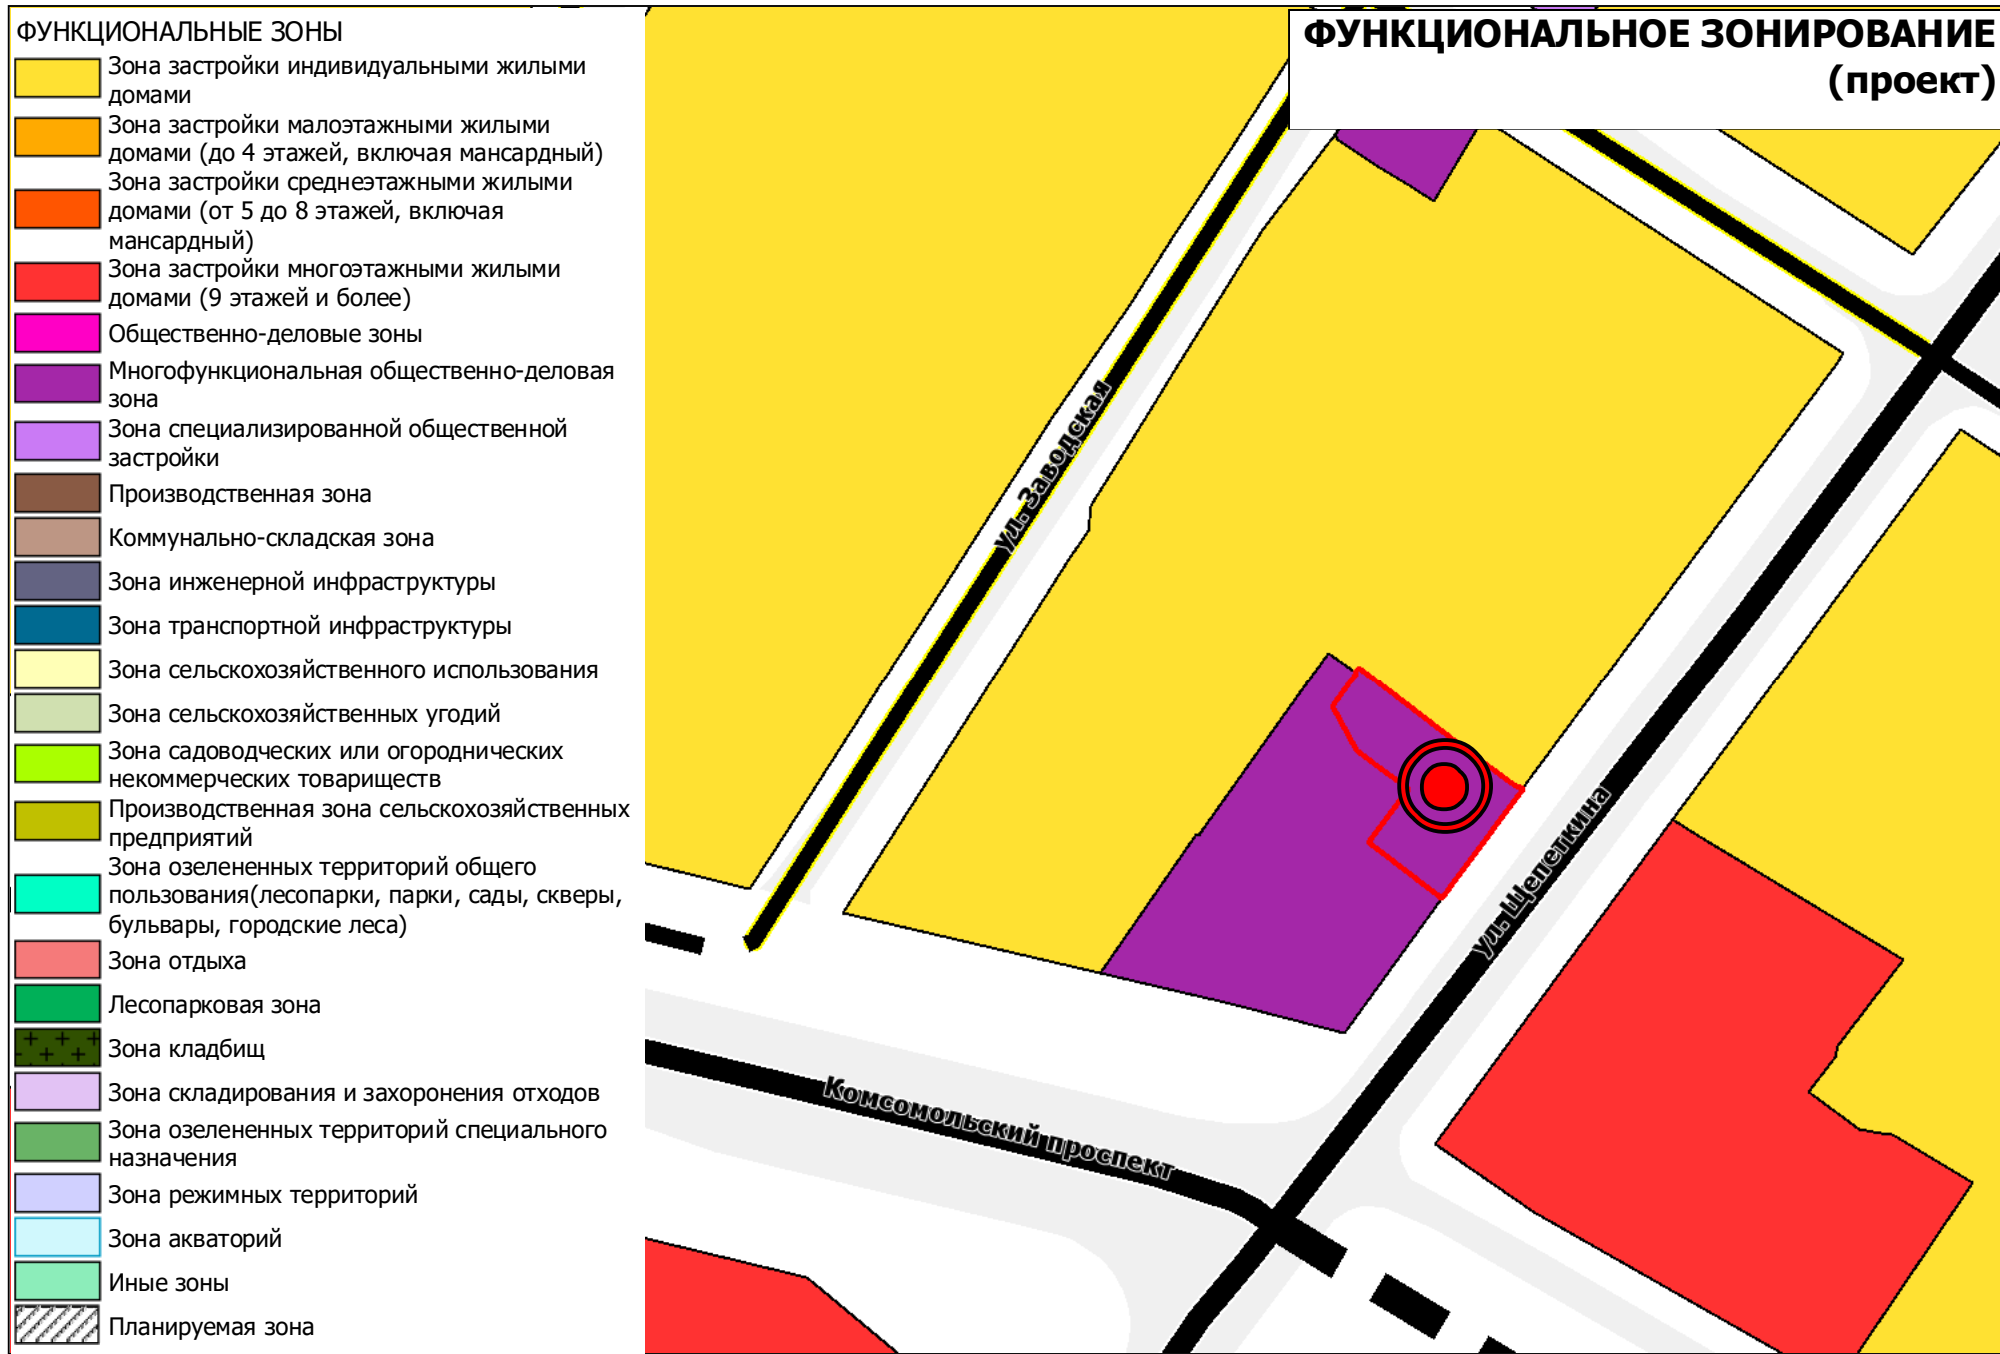 ФУНКЦИОНАЛЬНЫЕ ЗОНЫ
Зона застройки индивидуальными жилыми
домами
Зона застройки малоэтажными жилыми
домами (до 4 этажей, включая мансардный)
Зона застройки среднеэтажными жилыми
домами (от 5 до 8 этажей, включая
мансардный)
Зона застройки многоэтажными жилыми
домами (9 этажей и более)
Общественно-деловые зоны
Многофункциональная общественно-деловая
зона
Зона специализированной общественной
застройки
Производственная зона
Коммунально-складская зона
Зона инженерной инфраструктуры
Зона транспортной инфраструктуры
Зона сельскохозяйственного использования
Зона сельскохозяйственных угодий
Зона садоводческих или огороднических
некоммерческих товариществ
Производственная зона сельскохозяйственных
предприятий
Зона озелененных территорий общего
пользования(лесопарки, парки, сады, скверы,
бульвары, городские леса)
Зона отдыха
Лесопарковая зона
Зона кладбищ
Зона складирования и захоронения отходов
Зона озелененных территорий специального
назначения
Зона режимных территорий
Зона акваторий
Иные зоны
Планируемая зона
ФУНКЦИОНАЛЬНОЕ ЗОНИРОВАНИЕ
(проект)
ул. Заводская
ул. Щепеткина
Комсомольский проспект